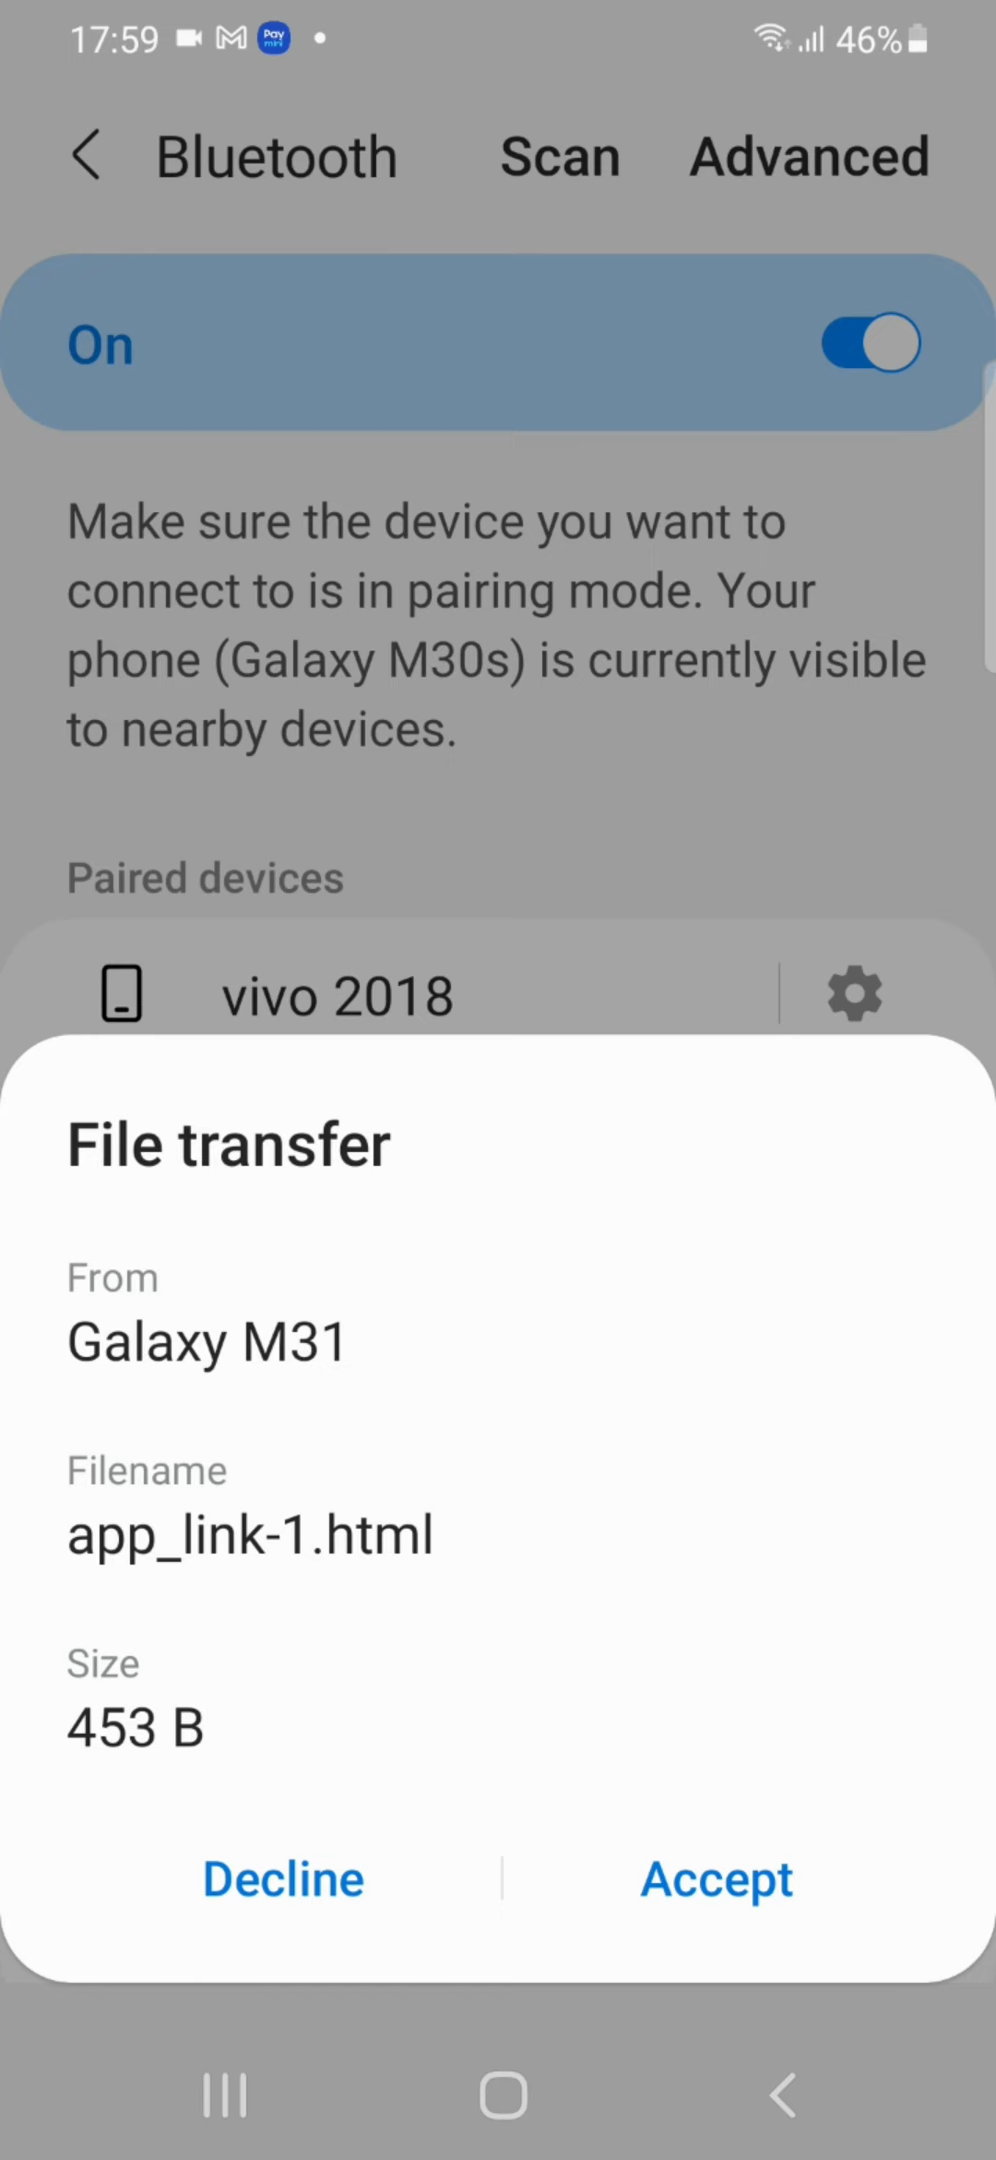 17:59 Pay mini 46%
Bluetooth Scan Advanced
On
Make sure the device you want to
connect to is in pairing mode. Your
phone (Galaxy M30s) is currently visible
to nearby devices.
Paired devices
vivo 2018
File transfer
From
Galaxy M31
Filename
app_link-1.html
Size
453 B
Decline Accept